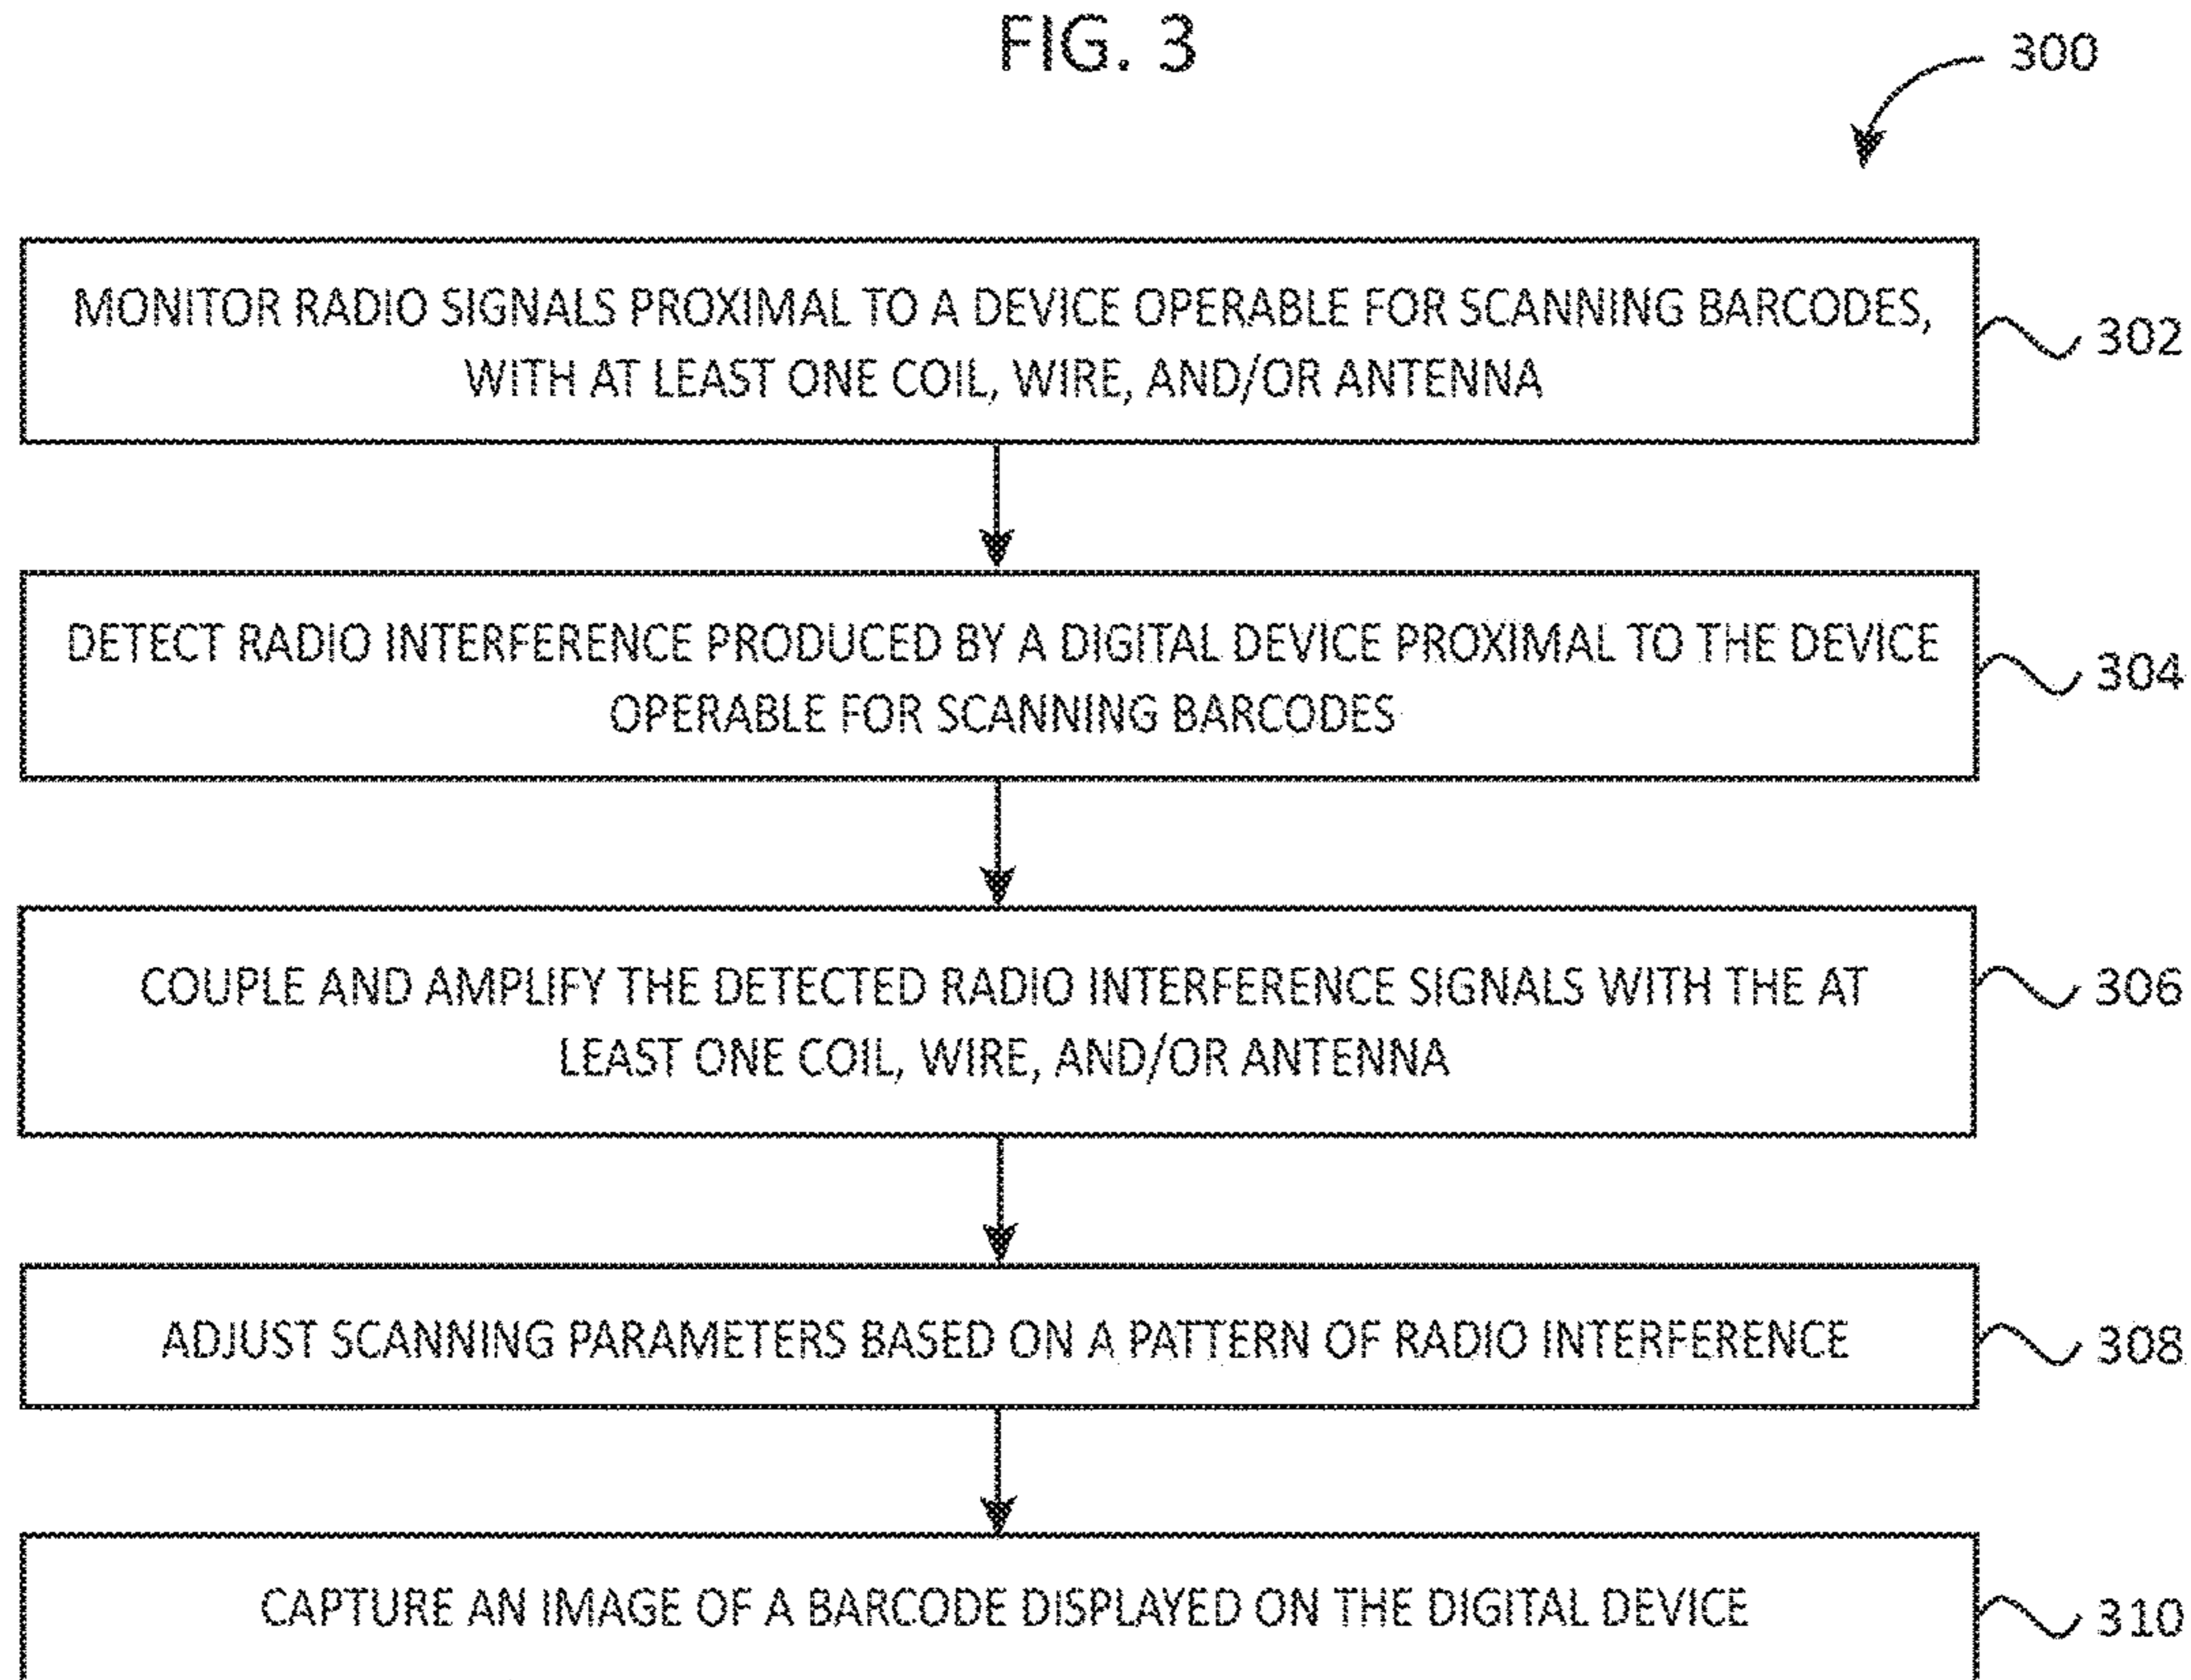 FIG. 3
300
MONITOR RADIO SIGNALS PROXIMAL TO A DEVICE OPERABLE FOR SCANNING BARCODES,
WITH AT LEAST ONE COIL, WIRE, AND/OR ANTENNA
302
DETECT RADIO INTERFERENCE PRODUCED BY A DIGITAL DEVICE PROXIMAL TO THE DEVICE
OPERABLE FOR SCANNING BARCODES
304
COUPLE AND AMPLIFY THE DETECTED RADIO INTERFERENCE SIGNALS WITH THE AT
LEAST ONE COIL, WIRE, AND/OR ANTENNA
306
ADJUST SCANNING PARAMETERS BASED ON A PATTERN OF RADIO INTERFERENCE
308
CAPTURE AN IMAGE OF A BARCODE DISPLAYED ON THE DIGITAL DEVICE
310